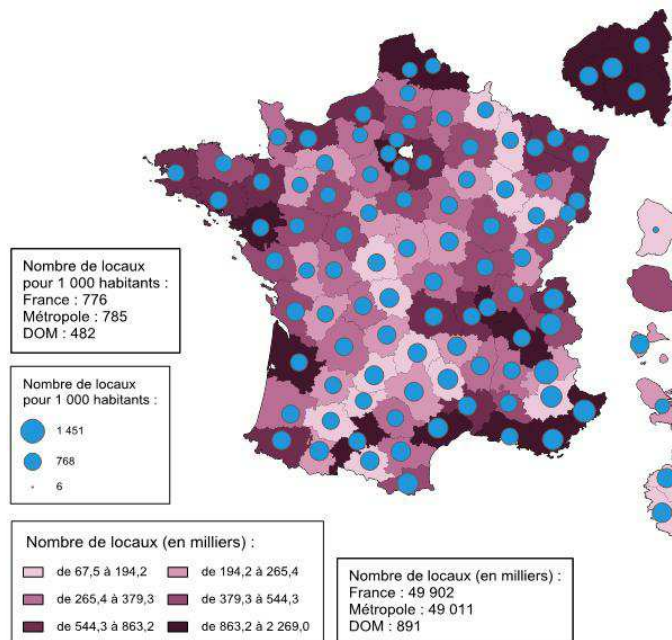 Nombre de locaux
pour 1 000 habitants :
France : 776
Métropole : 785
DOM : 482
Nombre de locaux
pour 1 000 habitants :
1 451
768
6
Nombre de locaux (en milliers) :
de 67,5 à 194,2
de 194,2 à 265,4
de 265,4 à 379,3
de 379,3 à 544,3
de 544,3 à 863,2
de 863,2 à 2 269,0
Nombre de locaux (en milliers) :
France : 49 902
Métropole : 49 011
DOM : 891